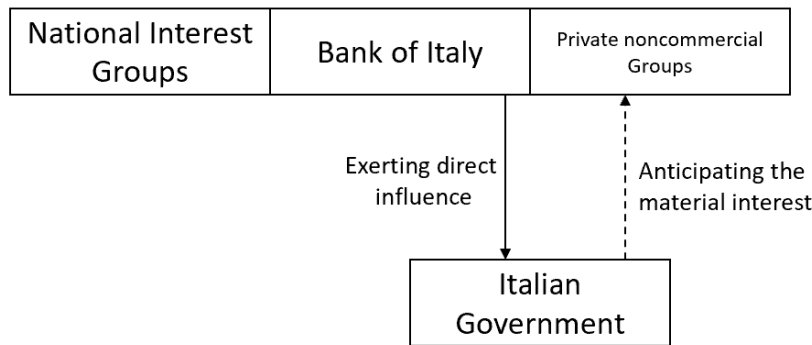 National Interest
Groups
Bank of Italy
Private noncommercial
Groups
Exerting direct
influence
Anticipating the
material interest
Italian
Government